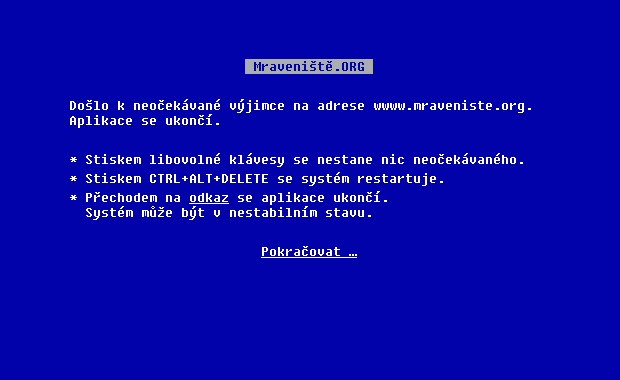 Mraveniště.ORG
Došlo k neočekávané výjimce na adrese wwww.mraveniste.org.
Aplikace se ukončí.
* Stiskem libovolné klávesy se nestane nic neočekávaného.
* Stiskem CTRL+ALT+DELETE se systém restartuje.
* Přechodem na odkaz se aplikace ukončí.
Systém může být v nestabilním stavu.
Pokračovat …